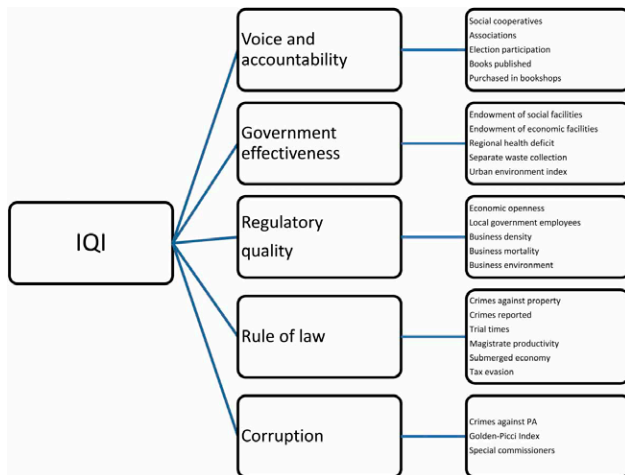 IQI
Voice and
accountability
Social cooperatives
Associations
Election participation
Books published
Purchased in bookshops
Government
effectiveness
Endowment of social facilities
Endowment of economic facilities
Regional health deficit
Separate waste collection
Urban environment index
Regulatory
quality
Economic openness
Local government employees
Business density
Business mortality
Business environment
Rule of law
Crimes against property
Crimes reported
Trial times
Magistrate productivity
Submerged economy
Tax evasion
Corruption
Crimes against PA
Golden-Picci Index
Special commissioners